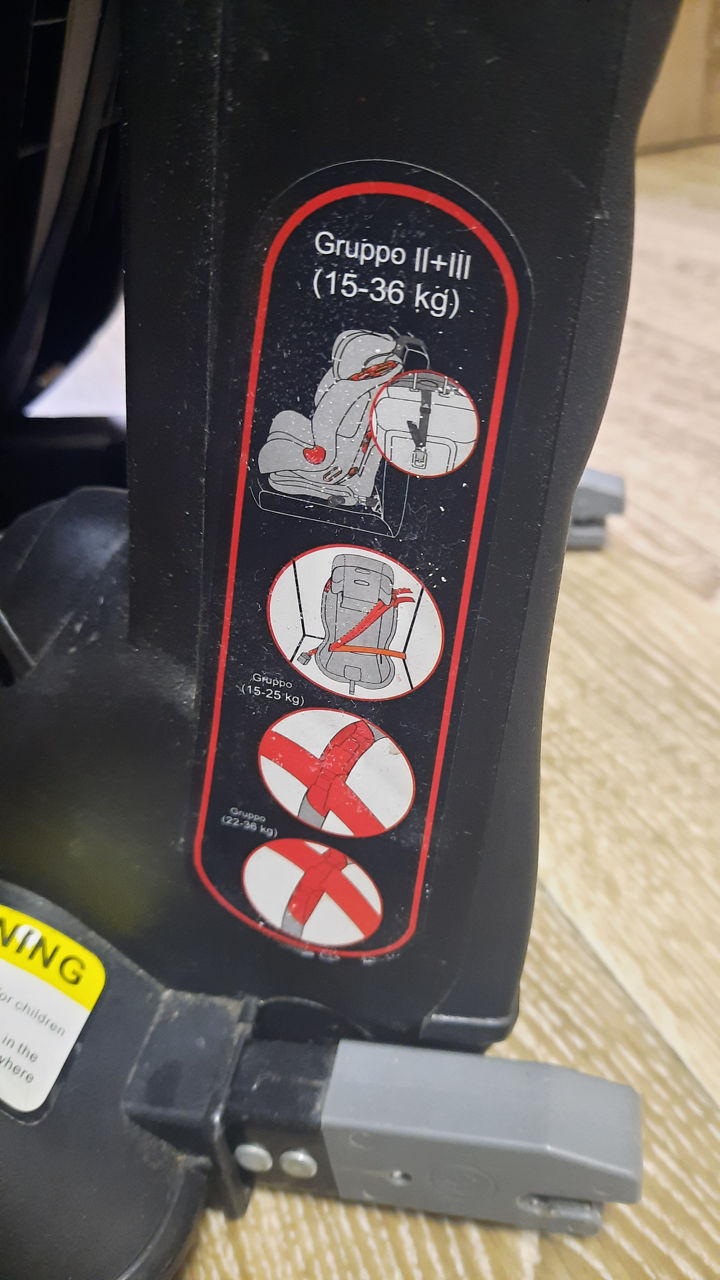 Gruppo II+III
(15-36 kg)
Gruppo
(15-25 kg)
Gruppo
(22-36 kg)
NING
for children
in the
where